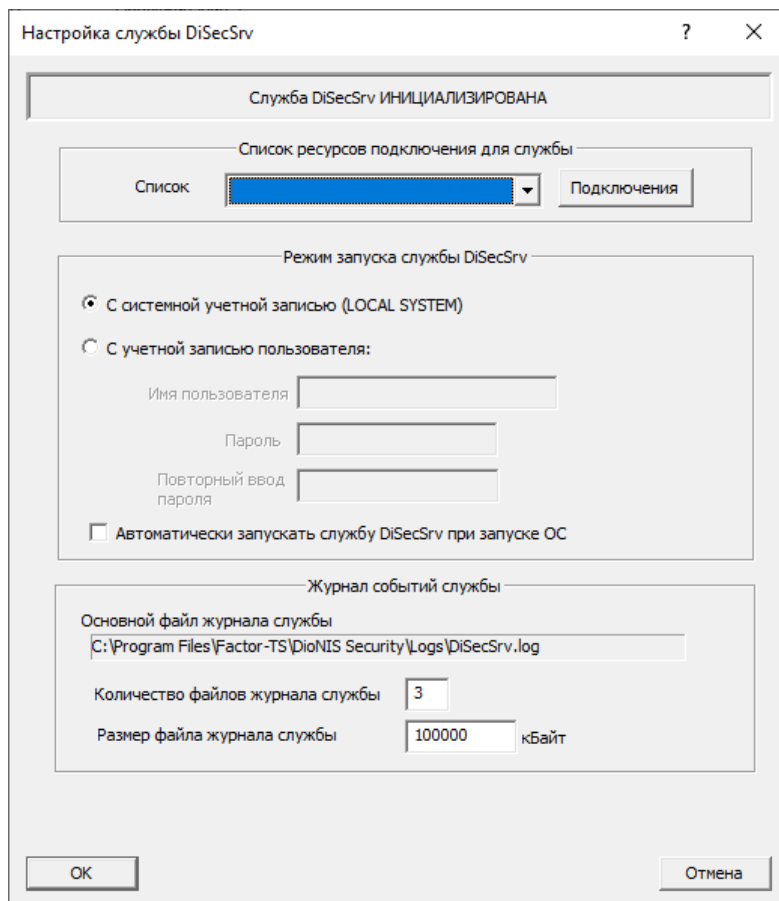 Настройка службы DiSecSrv
?
Служба DiSecSrv ИНИЦИАЛИЗИРОВАНА
Список ресурсов подключения для службы
Список
Подключения
Режим запуска службы DiSecSrv
С системной учетной записью (LOCAL SYSTEM)
С учетной записью пользователя:
Имя пользователя
Пароль
Повторный ввод
пароля
Автоматически запускать службу DiSecSrv при запуске ОС
Журнал событий службы
Основной файл журнала службы
C:\Program Files\Factor-TS\DioNIS Security\Logs\DiSecSrv.log
Количество файлов журнала службы 3
Размер файла журнала службы 100000 кБайт
OK Отмена